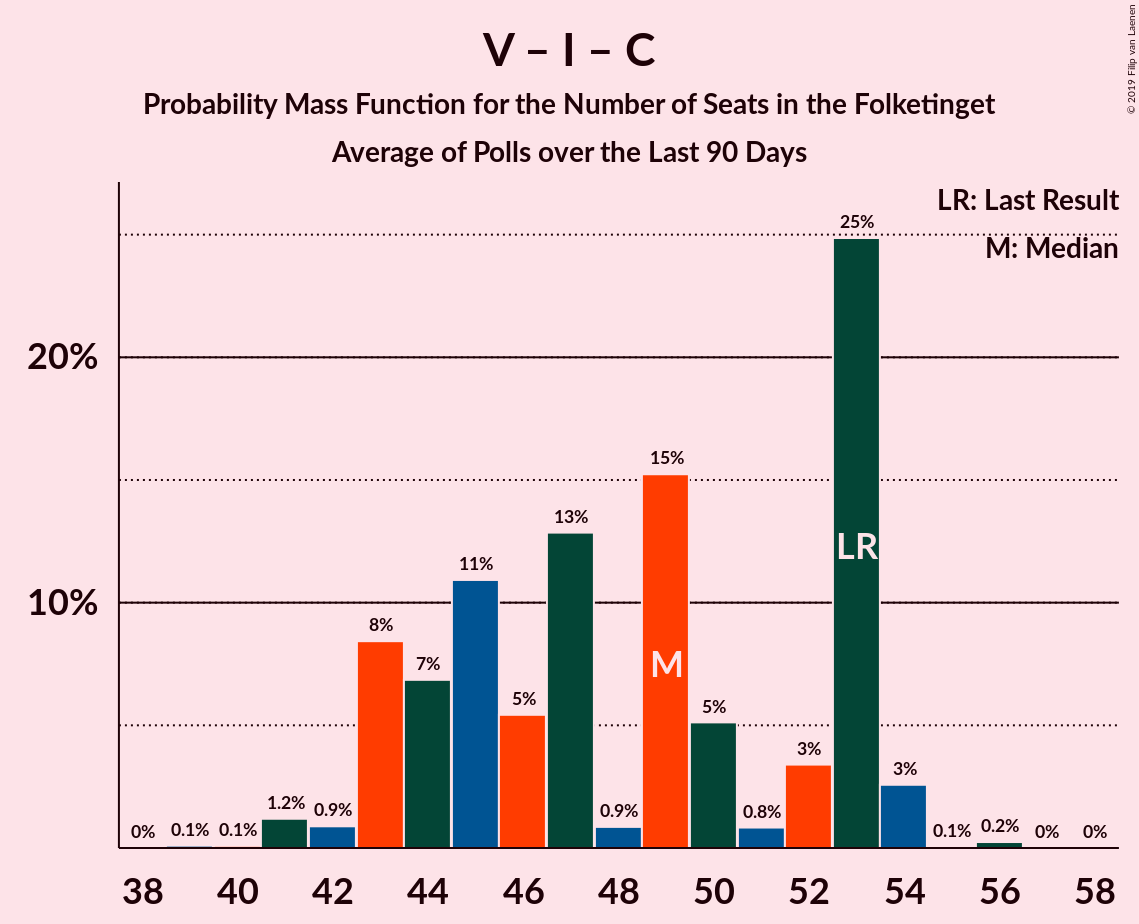 V – I – C
Probability Mass Function for the Number of Seats in the Folketinget
Average of Polls over the Last 90 Days
© 2019 Filip van Laenen
LR: Last Result
M: Median
25%
20%
15%
13%
LR
11%
10%
8%
7%
M
5%
5%
3%
3%
1.2%
0.9%
0.9%
0.8%
0%
0.1%
0.1%
0.1%
0.2%
0%
0%
38 40 42 44 46 48 50 52 54 56 58